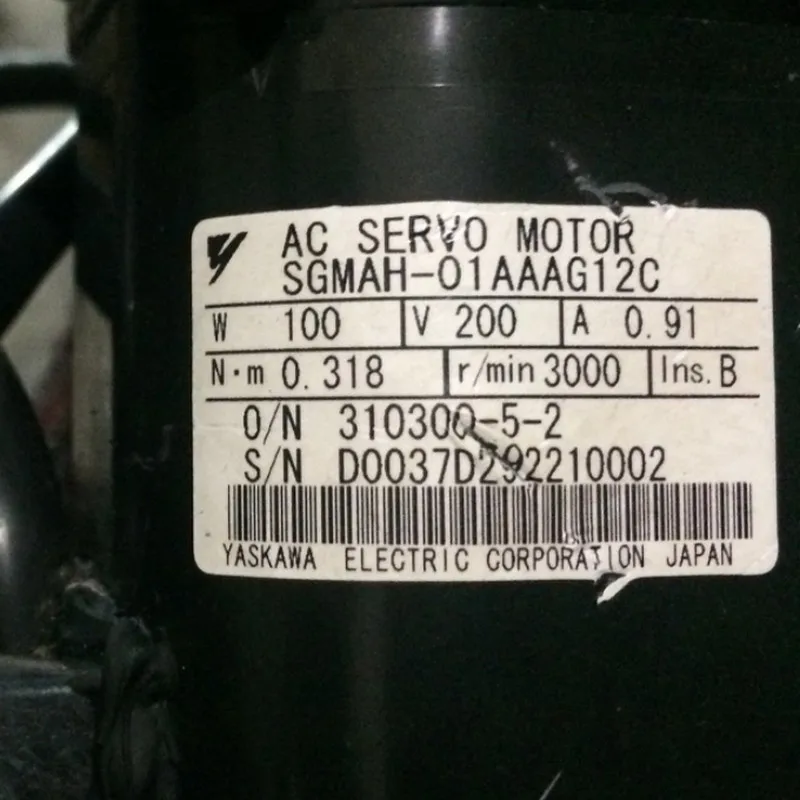 AC SERVO MOTOR
SGMAH-01AAAG12C
W 100 V 200 A 0.91
N·m 0.318 r/min 3000 Ins. B
O/N 310300-5-2
S/N D0037D292210002
YASKAWA ELECTRIC CORPORATION JAPAN